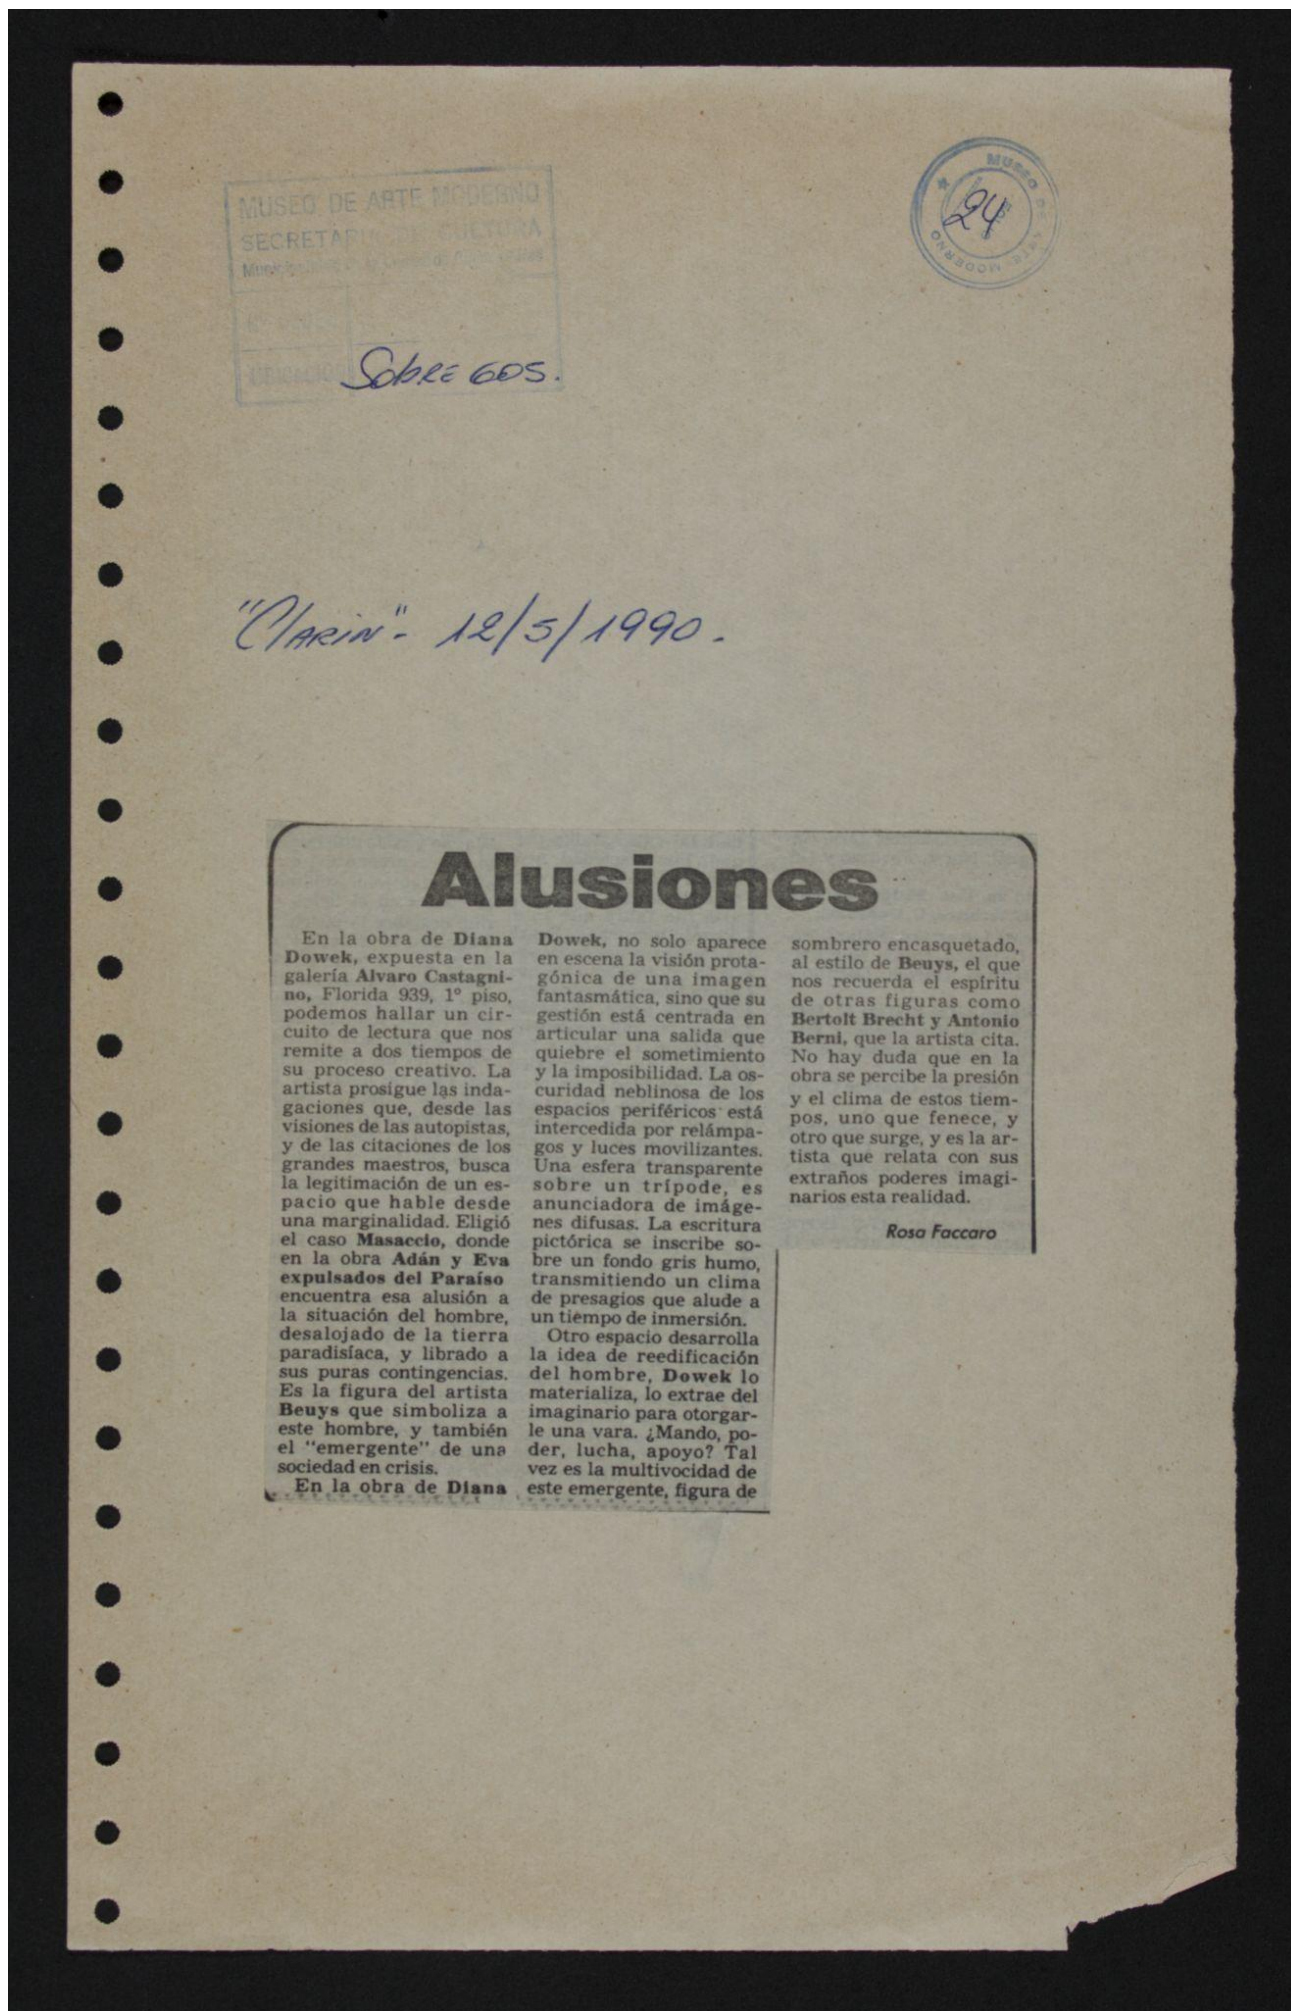 MUSEO DE ARTE MODERNO
SECRETARIA DE CULTURA
MUSEO DE ARTE MODERNO
24
Sobre 605.
"Clarín" - 12/5/1990.
Alusiones
En la obra de Diana
Dowek, expuesta en la
galería Alvaro Castagni-
no, Florida 939, 1º piso,
podemos hallar un cir-
cuito de lectura que nos
remite a dos tiempos de
su proceso creativo. La
artista prosigue las inda-
gaciones que, desde las
visiones de las autopistas,
y de las citaciones de los
grandes maestros, busca
la legitimación de un es-
pacio que hable desde
una marginalidad. Eligió
el caso Masaccio, donde
en la obra Adán y Eva
expulsados del Paraíso
encuentra esa alusión a
la situación del hombre,
desalojado de la tierra
paradisíaca, y librado a
sus puras contingencias.
Es la figura del artista
Beuys que simboliza a
este hombre, y también
el "emergente" de una
sociedad en crisis.
En la obra de Diana
Dowek, no solo aparece
en escena la visión prota-
gónica de una imagen
fantasmática, sino que su
gestión está centrada en
articular una salida que
quiebre el sometimiento
y la imposibilidad. La os-
curidad neblinosa de los
espacios periféricos está
intercedida por relámpa-
gos y luces movilizantes.
Una esfera transparente
sobre un trípode, es
anunciadora de imáge-
nes difusas. La escritura
pictórica se inscribe so-
bre un fondo gris humo,
transmitiendo un clima
de presagios que alude a
un tiempo de inmersión.
Otro espacio desarrolla
la idea de reedificación
del hombre, Dowek lo
materializa, lo extrae del
imaginario para otorgar-
le una vara. ¿Mando, po-
der, lucha, apoyo? Tal
vez es la multivocidad de
este emergente, figura de
sombrero encasquetado,
al estilo de Beuys, el que
nos recuerda el espíritu
de otras figuras como
Bertolt Brecht y Antonio
Berni, que la artista cita.
No hay duda que en la
obra se percibe la presión
y el clima de estos tiem-
pos, uno que fenece, y
otro que surge, y es la ar-
tista que relata con sus
extraños poderes imagi-
narios esta realidad.
Rosa Faccaro